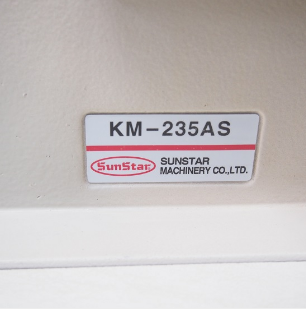 KM-235AS
SunStar
SUNSTAR
MACHINERY CO.,LTD.